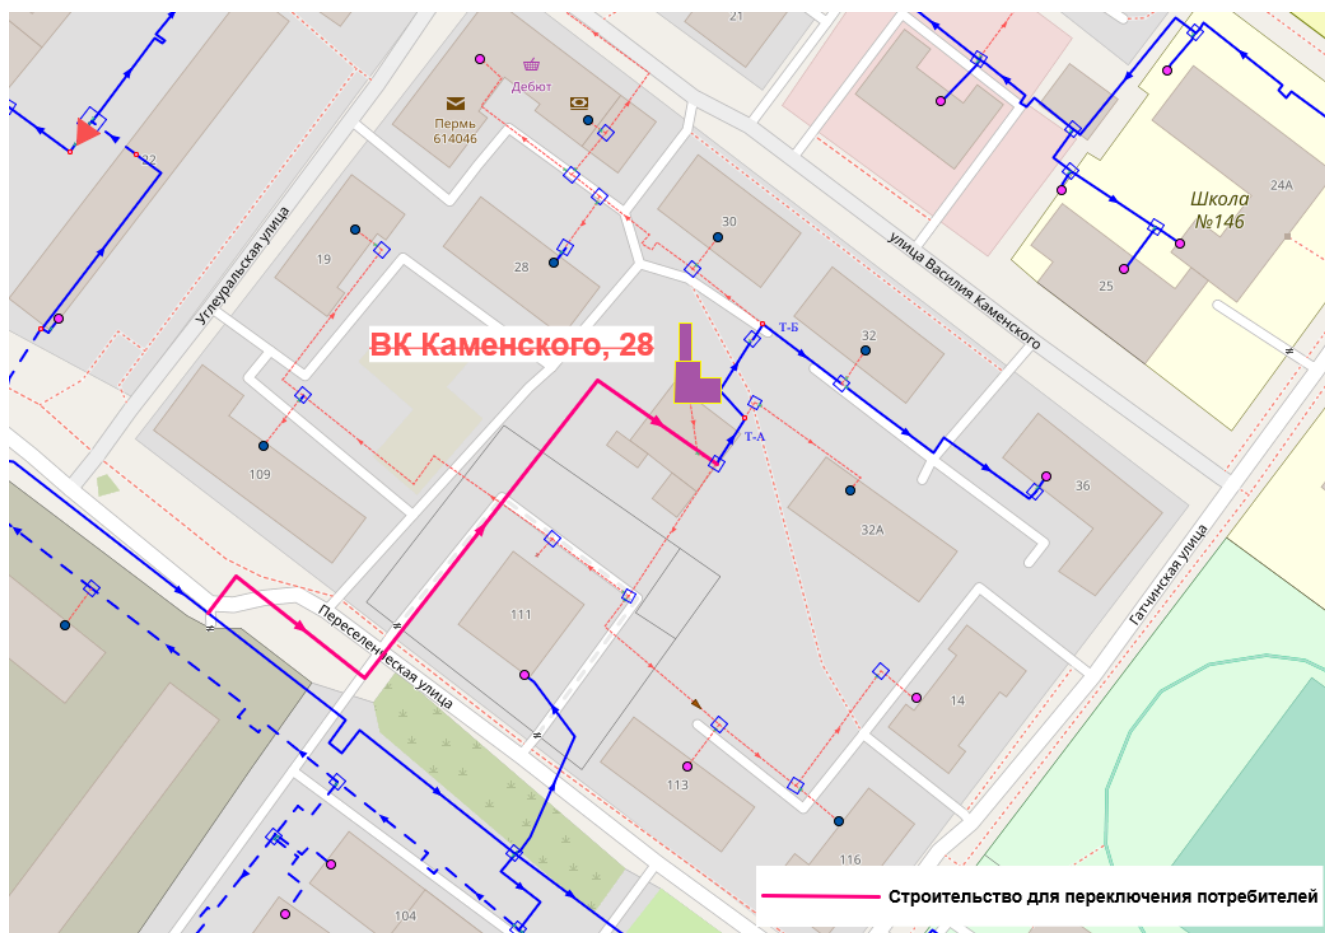 21
Дебют
Пермь
614046
22
24А
Школа
№146
Углеуральская улица
19
28
30
улица Василия Каменского
25
ВК Каменского, 28
Т-Б
32
Т-А
109
36
32А
Гатчинская улица
111
Переселенческая улица
14
113
116
104
Строительство для переключения потребителей